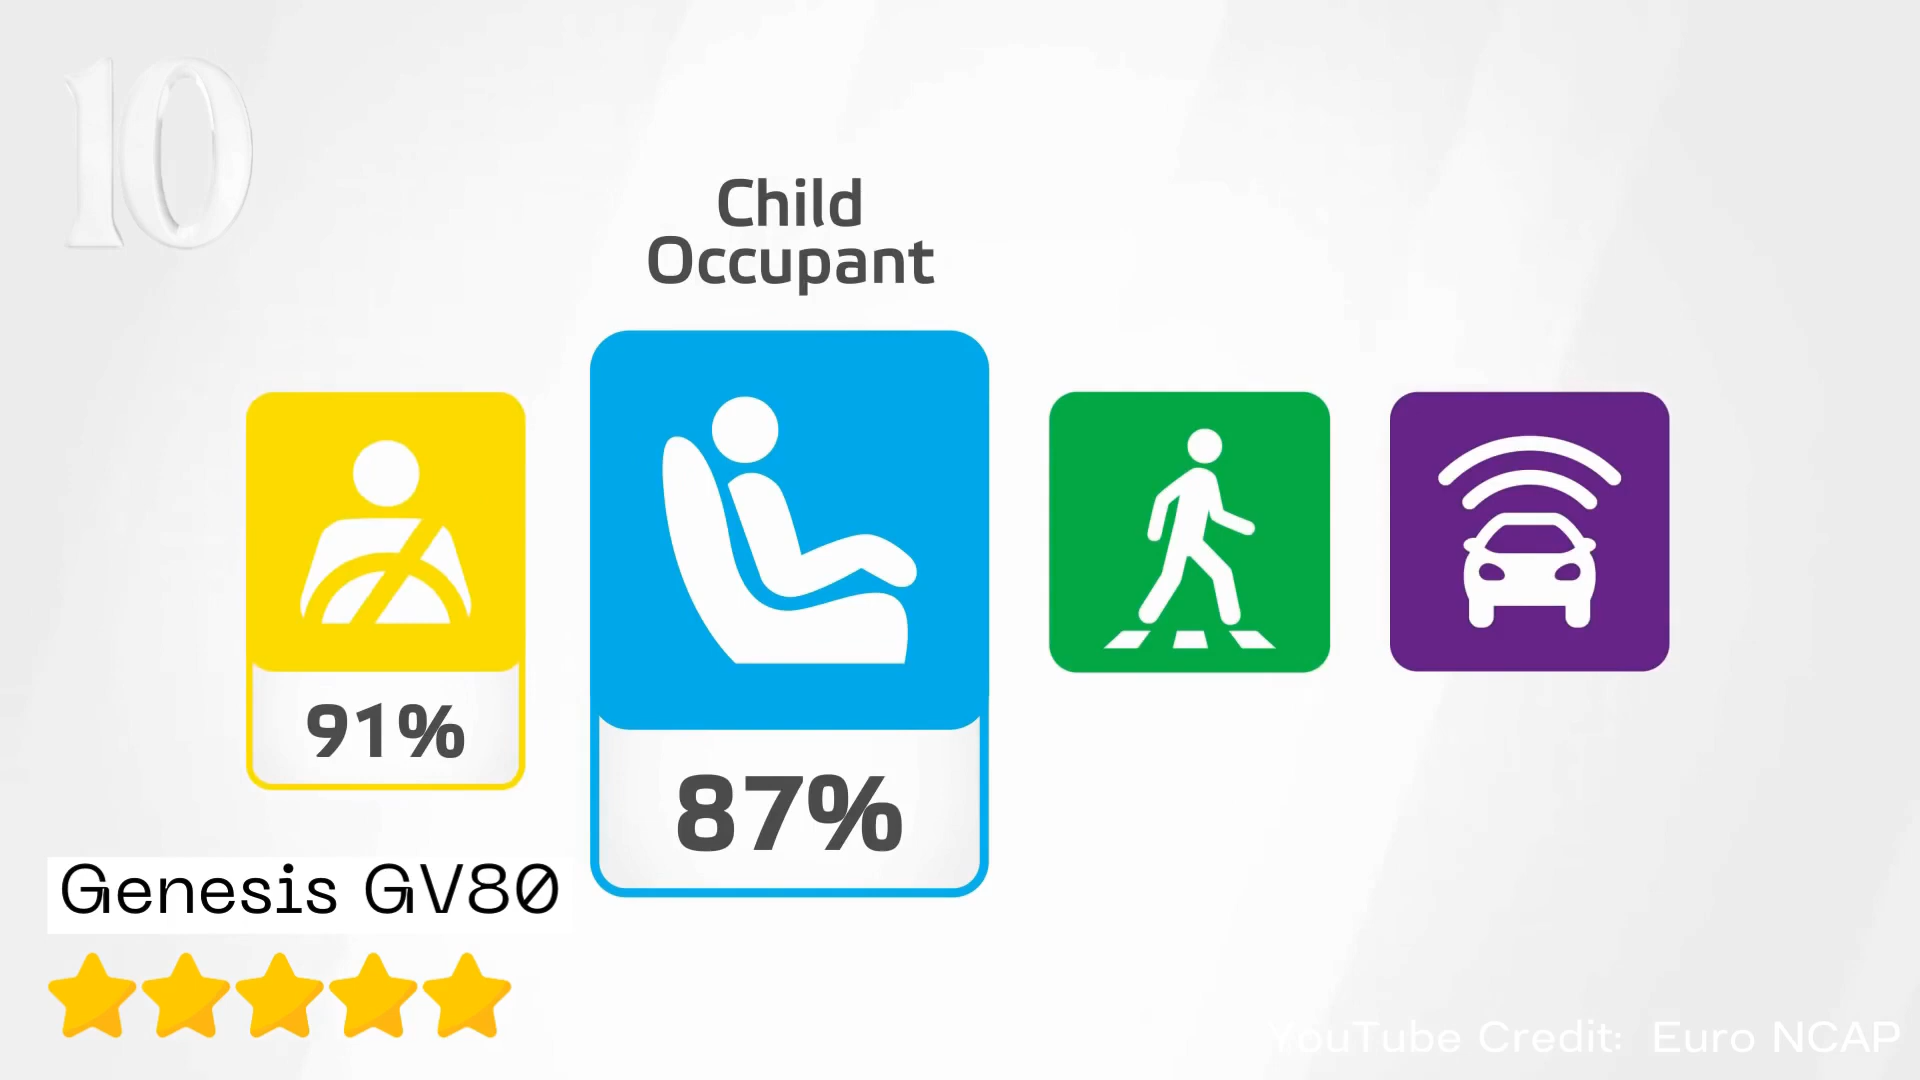 10
Child
Occupant
91%
87%
Genesis GV80
YouTube Credit: Euro NCAP